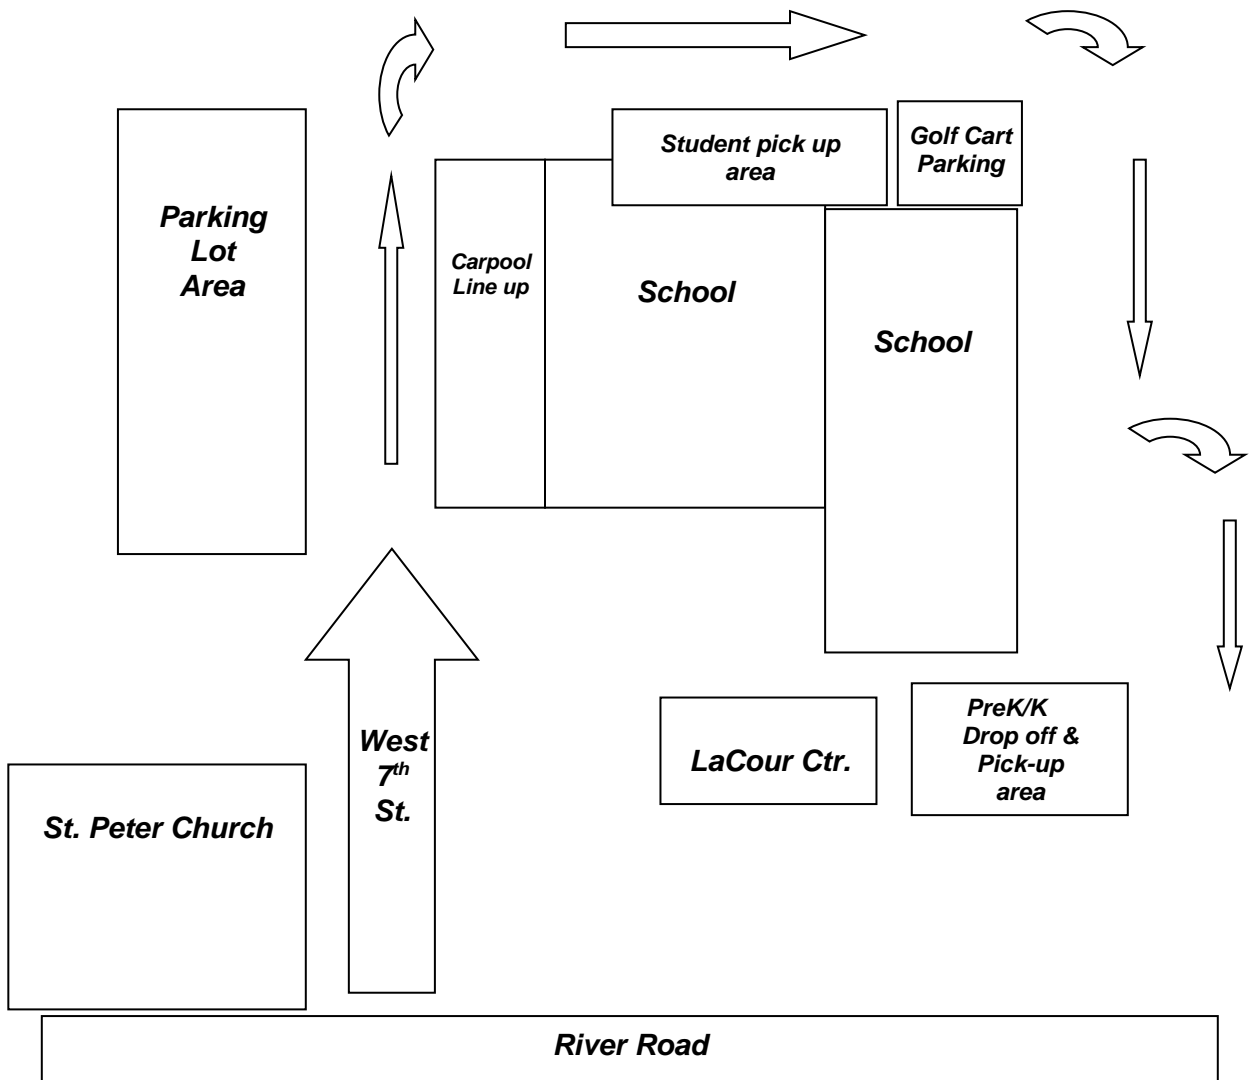 Student pick up
area
Golf Cart
Parking
Parking
Lot
Area
Carpool
Line up
School
School
West
7th
St.
LaCour Ctr.
PreK/K
Drop off &
Pick-up
area
St. Peter Church
River Road